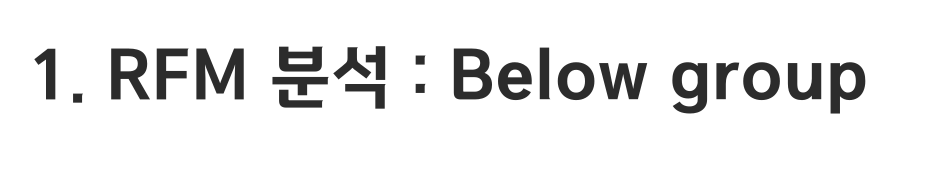 1. RFM 분석 : Below group